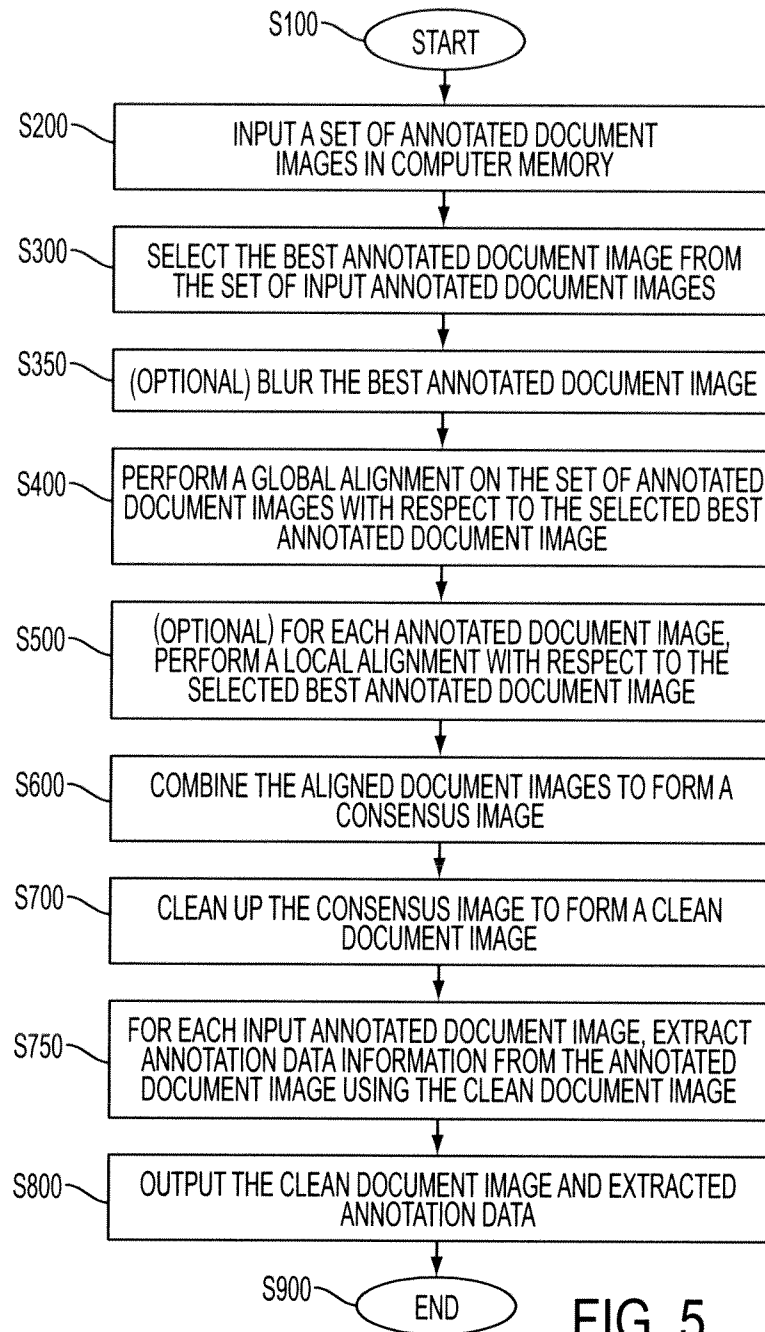 S100
START
S200
INPUT A SET OF ANNOTATED DOCUMENT
IMAGES IN COMPUTER MEMORY
S300
SELECT THE BEST ANNOTATED DOCUMENT IMAGE FROM
THE SET OF INPUT ANNOTATED DOCUMENT IMAGES
S350
(OPTIONAL) BLUR THE BEST ANNOTATED DOCUMENT IMAGE
S400
PERFORM A GLOBAL ALIGNMENT ON THE SET OF ANNOTATED
DOCUMENT IMAGES WITH RESPECT TO THE SELECTED BEST
ANNOTATED DOCUMENT IMAGE
S500
(OPTIONAL) FOR EACH ANNOTATED DOCUMENT IMAGE,
PERFORM A LOCAL ALIGNMENT WITH RESPECT TO THE
SELECTED BEST ANNOTATED DOCUMENT IMAGE
S600
COMBINE THE ALIGNED DOCUMENT IMAGES TO FORM A
CONSENSUS IMAGE
S700
CLEAN UP THE CONSENSUS IMAGE TO FORM A CLEAN
DOCUMENT IMAGE
S750
FOR EACH INPUT ANNOTATED DOCUMENT IMAGE, EXTRACT
ANNOTATION DATA INFORMATION FROM THE ANNOTATED
DOCUMENT IMAGE USING THE CLEAN DOCUMENT IMAGE
S800
OUTPUT THE CLEAN DOCUMENT IMAGE AND EXTRACTED
ANNOTATION DATA
S900
END
FIG. 5